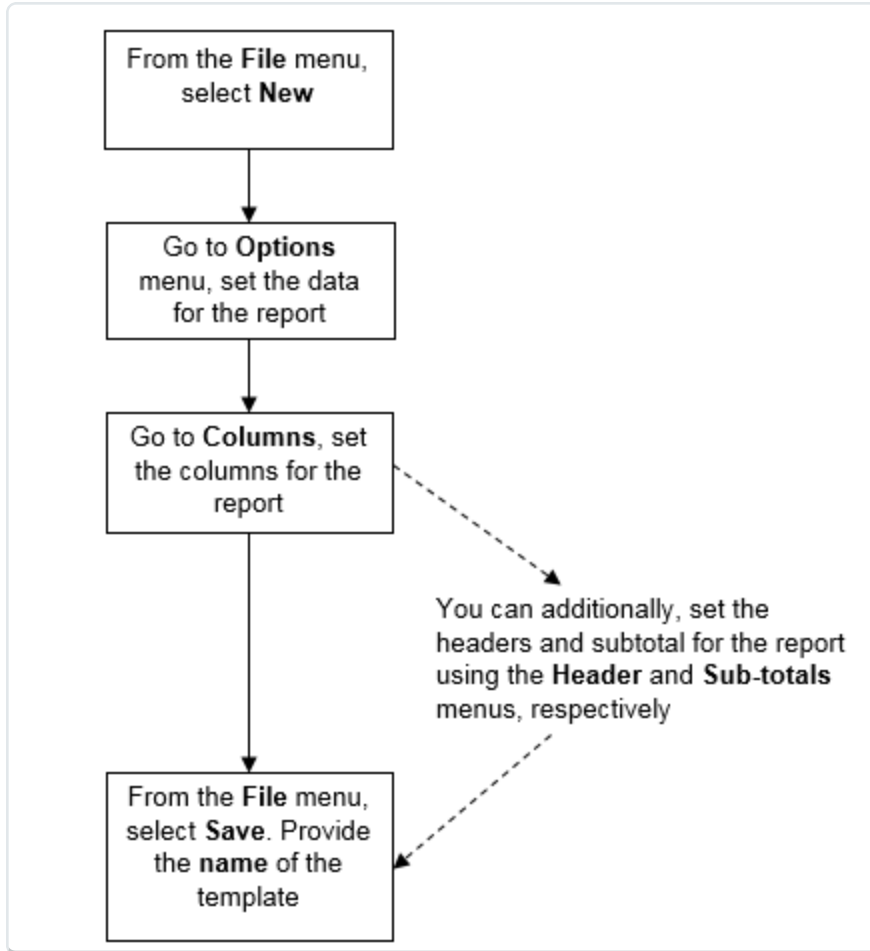 From the File menu,
select New
Go to Options
menu, set the data
for the report
Go to Columns, set
the columns for the
report
You can additionally, set the
headers and subtotal for the report
using the Header and Sub-totals
menus, respectively
From the File menu,
select Save. Provide
the name of the
template